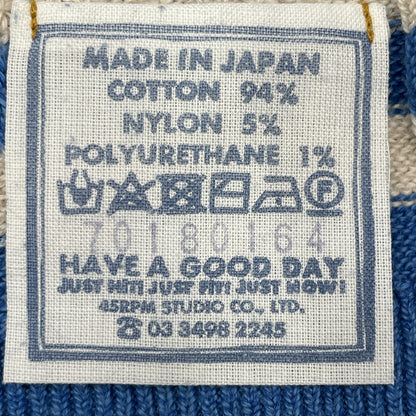 MADE IN JAPAN
COTTON 94%
NYLON 5%
POLYURETHANE 1%
F
70180164
HAVE A GOOD DAY
JUST HIT! JUST FIT! JUST NOW!
45RPM STUDIO CO., LTD.
☎ 03 3498 2245